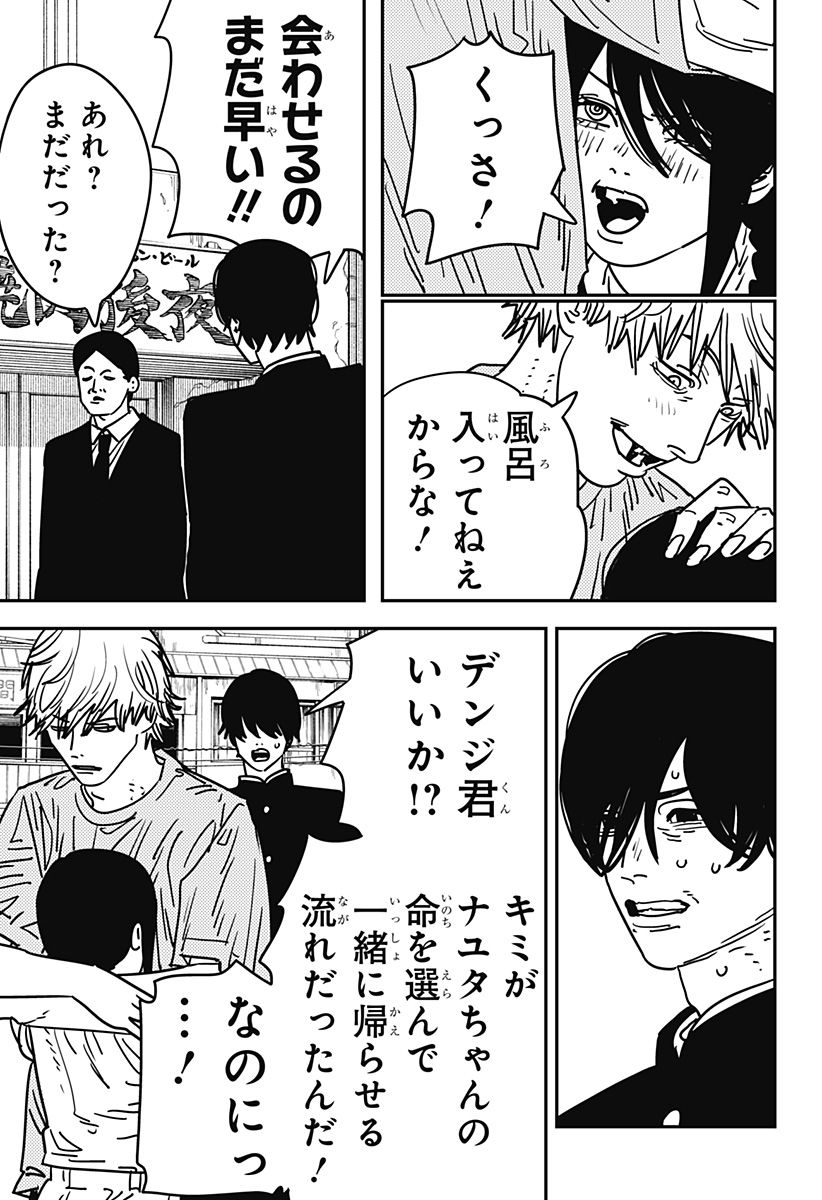 くっさ！
風呂
入ってねえ
からな！
会わせるの
まだ早い!!
あれ？
まだだった？
デンジ君
いいか!?
キミが
ナユタちゃんの
命を選んで
一緒に帰らせる
流れだったんだ！
なのにっ
…！